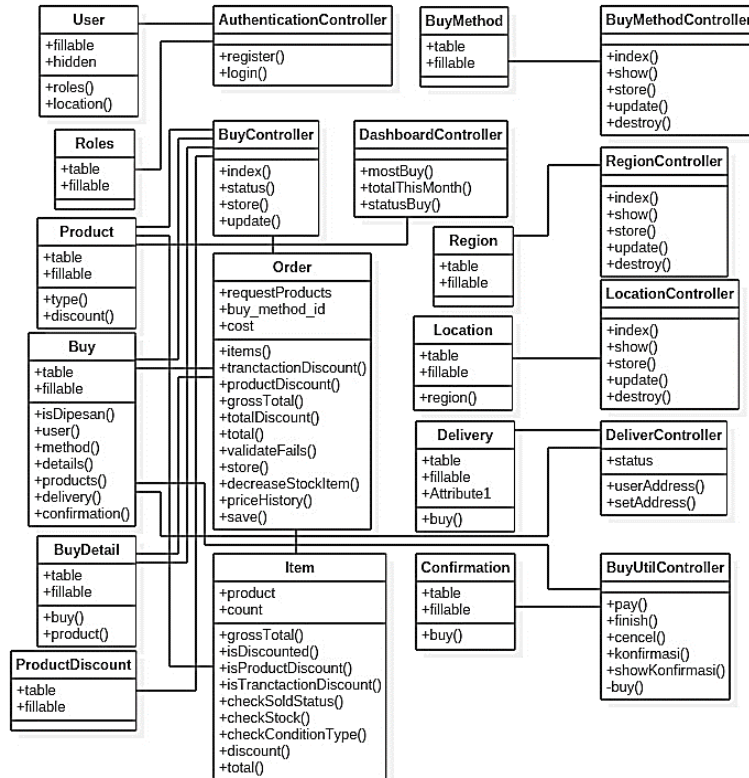 User
+fillable
+hidden
+roles()
+location()
AuthenticationController
+register()
+login()
BuyMethod
+table
+fillable
BuyMethodController
+index()
+show()
+store()
+update()
+destroy()
Roles
+table
+fillable
BuyController
+index()
+status()
+store()
+update()
DashboardController
+mostBuy()
+totalThisMonth()
+statusBuy()
RegionController
+index()
+show()
+store()
+update()
+destroy()
Product
+table
+fillable
+type()
+discount()
Region
+table
+fillable
Order
+requestProducts
+buy_method_id
+cost
+items()
+tranctactionDiscount()
+productDiscount()
+grossTotal()
+totalDiscount()
+total()
+validateFails()
+store()
+decreaseStockItem()
+priceHistory()
+save()
LocationController
+index()
+show()
+store()
+update()
+destroy()
Location
+table
+fillable
+region()
Buy
+table
+fillable
+isDipesan()
+user()
+method()
+details()
+products()
+delivery()
+confirmation()
Delivery
+table
+fillable
+Attribute1
+buy()
DeliverController
+status
+userAddress()
+setAddress()
BuyDetail
+table
+fillable
+buy()
+product()
Item
+product
+count
+grossTotal()
+isDiscounted()
+isProductDiscount()
+isTranctactionDiscount()
+checkSoldStatus()
+checkStock()
+checkConditionType()
+discount()
+total()
Confirmation
+table
+fillable
+buy()
BuyUtilController
+pay()
+finish()
+cencel()
+konfirmasi()
+showKonfirmasi()
-buy()
ProductDiscount
+table
+fillable